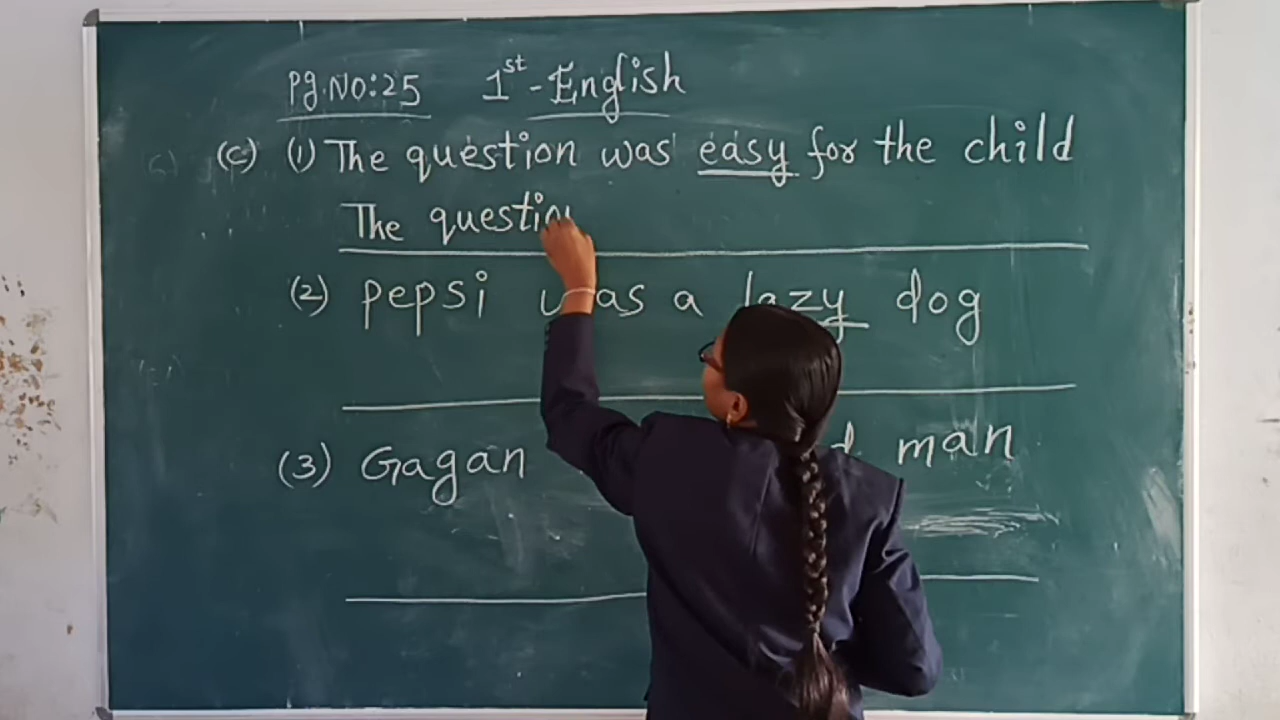 Pg.No:25 1st - English
(c) (1) The question was easy for the child
The question
(2) pepsi was a lazy dog
(3) Gagan man